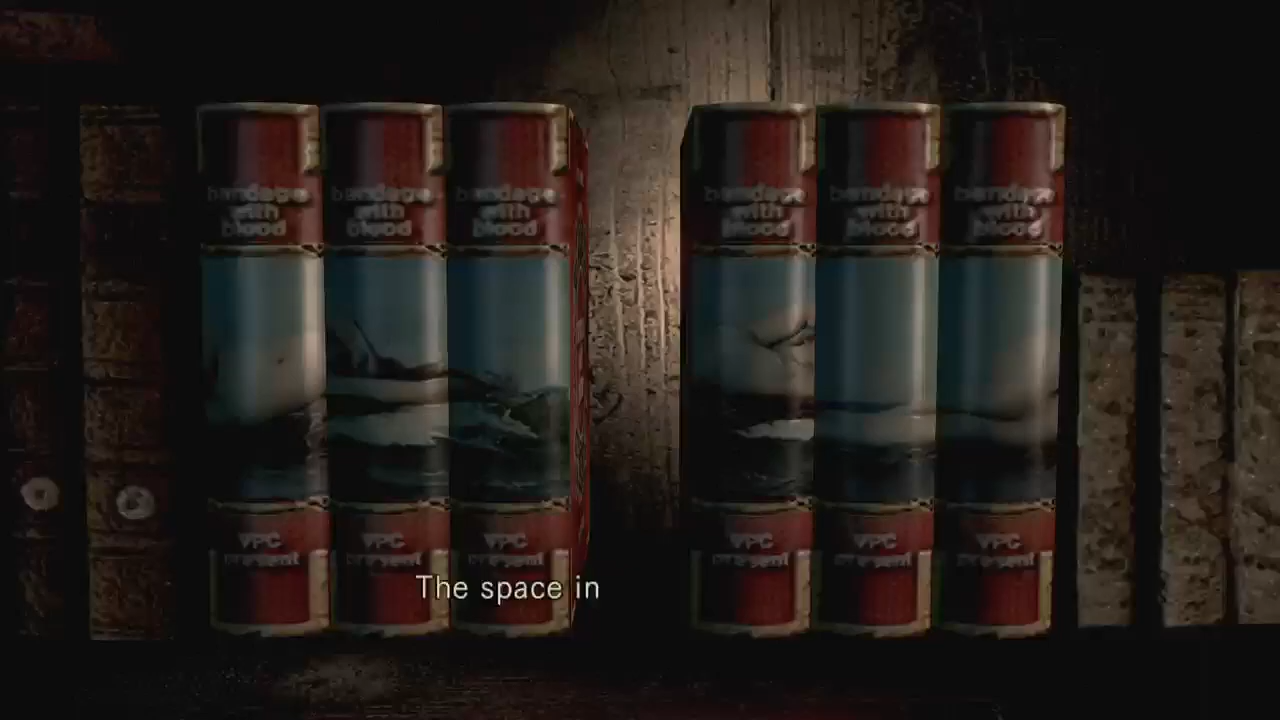 bandage
with
blood
bandage
with
blood
bandage
with
blood
bandage
with
blood
bandage
with
blood
bandage
with
blood
VPC
present
VPC
present
VPC
present
VPC
present
VPC
present
VPC
present
The space in